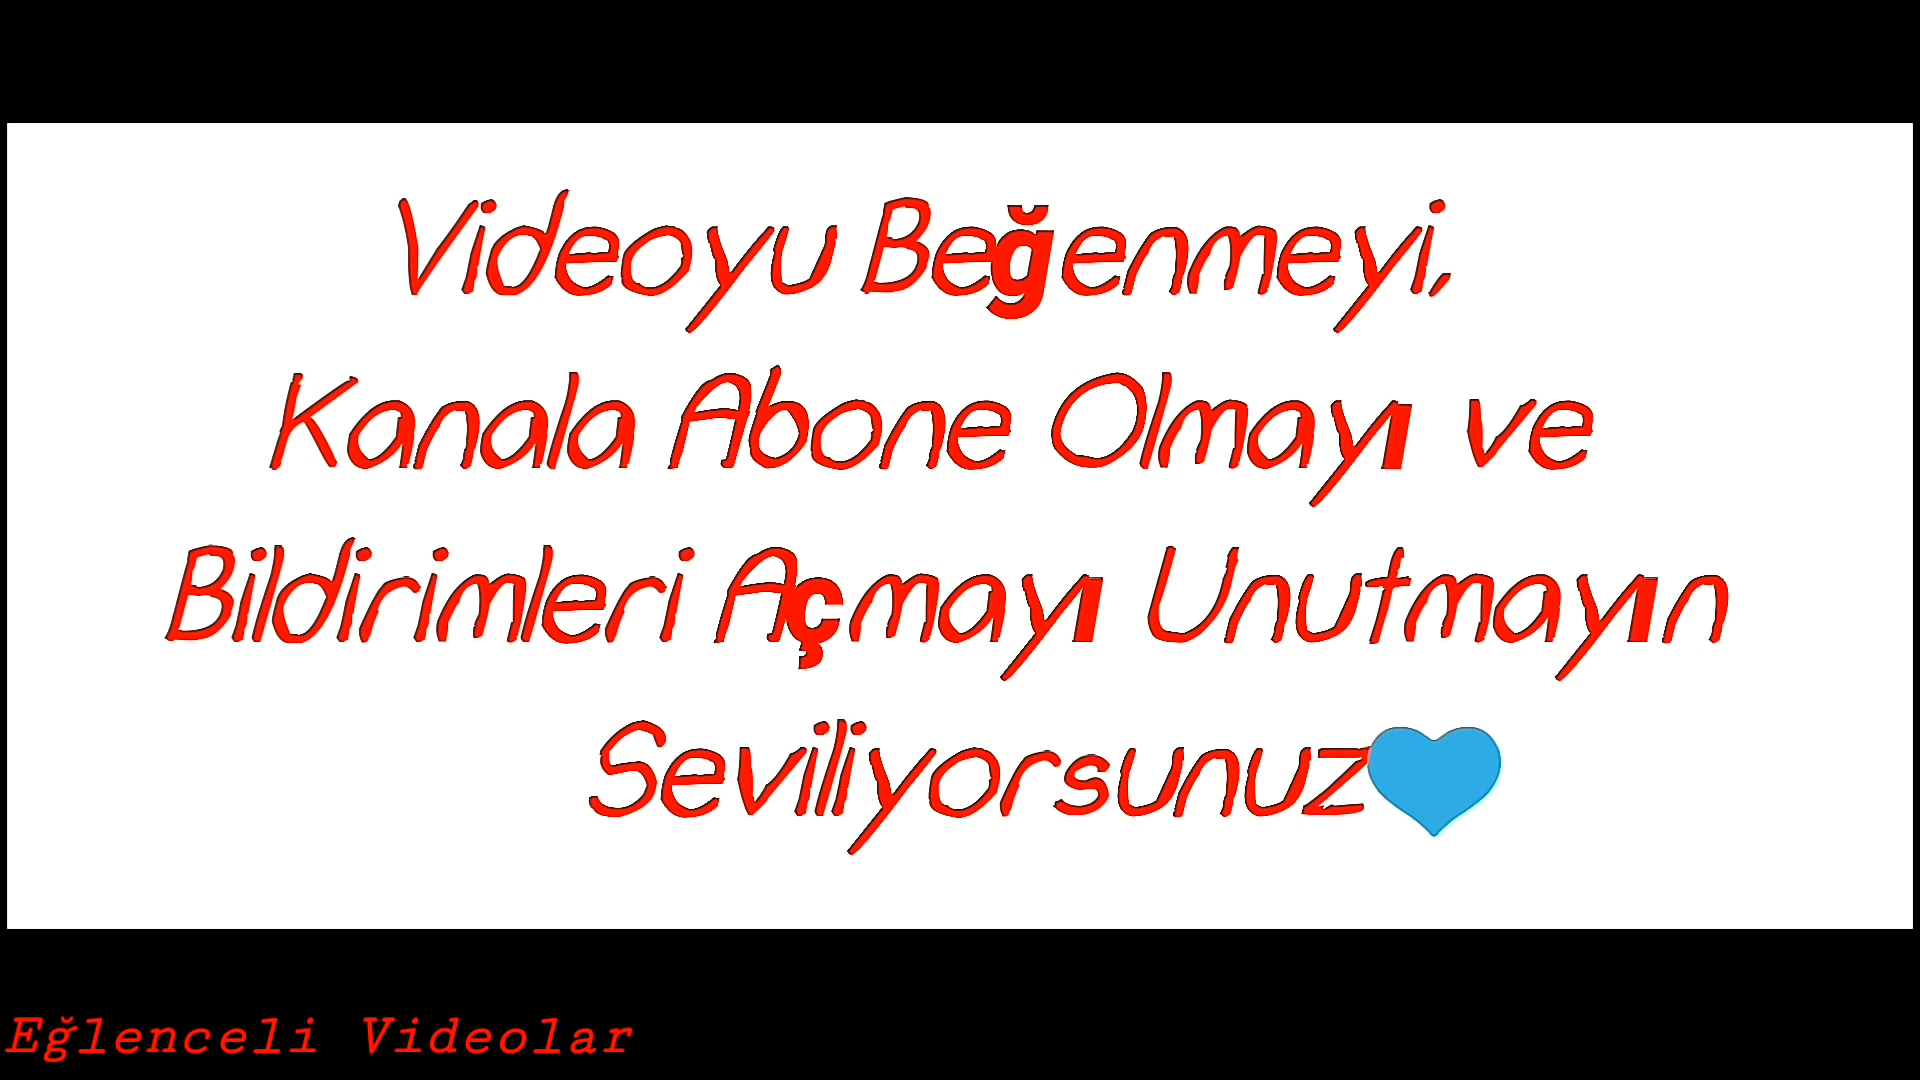 Videoyu Beğenmeyi,
Kanala Abone Olmayı ve
Bildirimleri Açmayı Unutmayın
Seviliyorsunuz💙
Eğlenceli Videolar